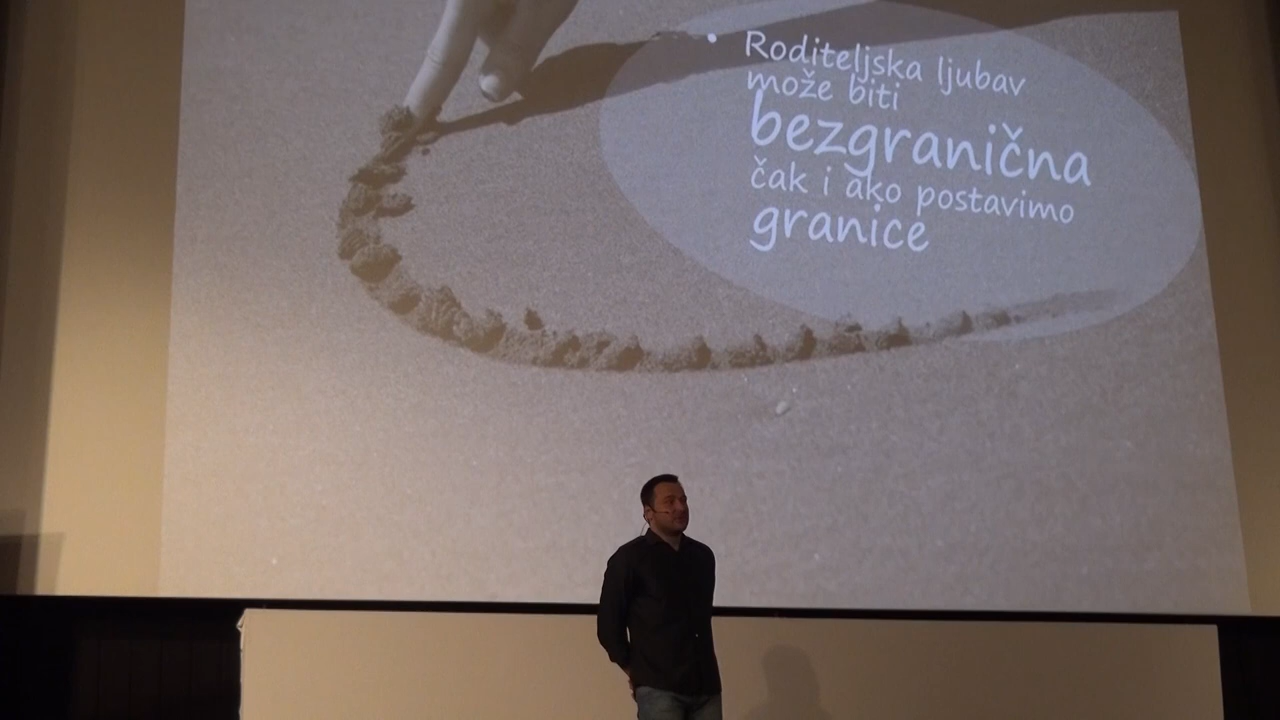 Roditeljska ljubav
može biti
bezgranična
čak i ako postavimo
granice